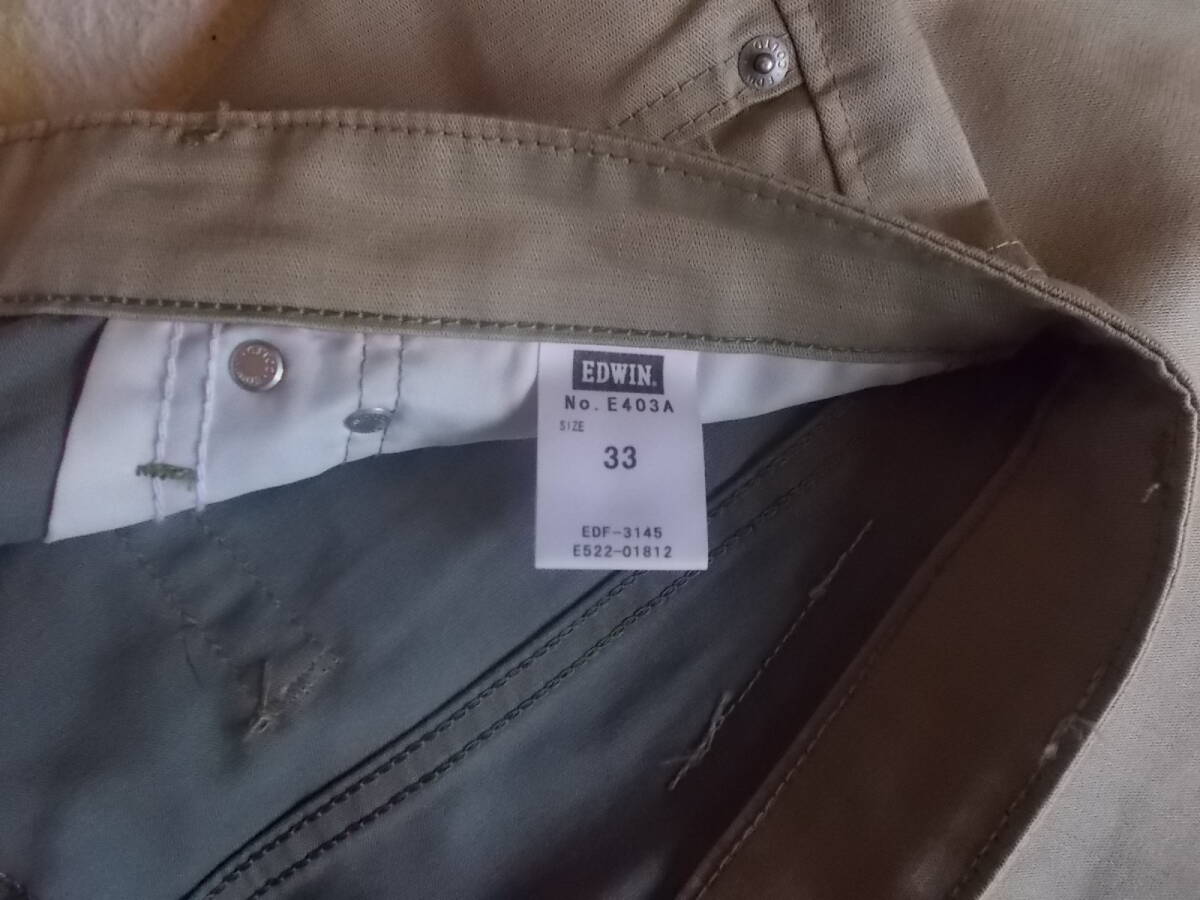 EDWIN.
No. E403A
SIZE
33
EDF-3145
E522-01812